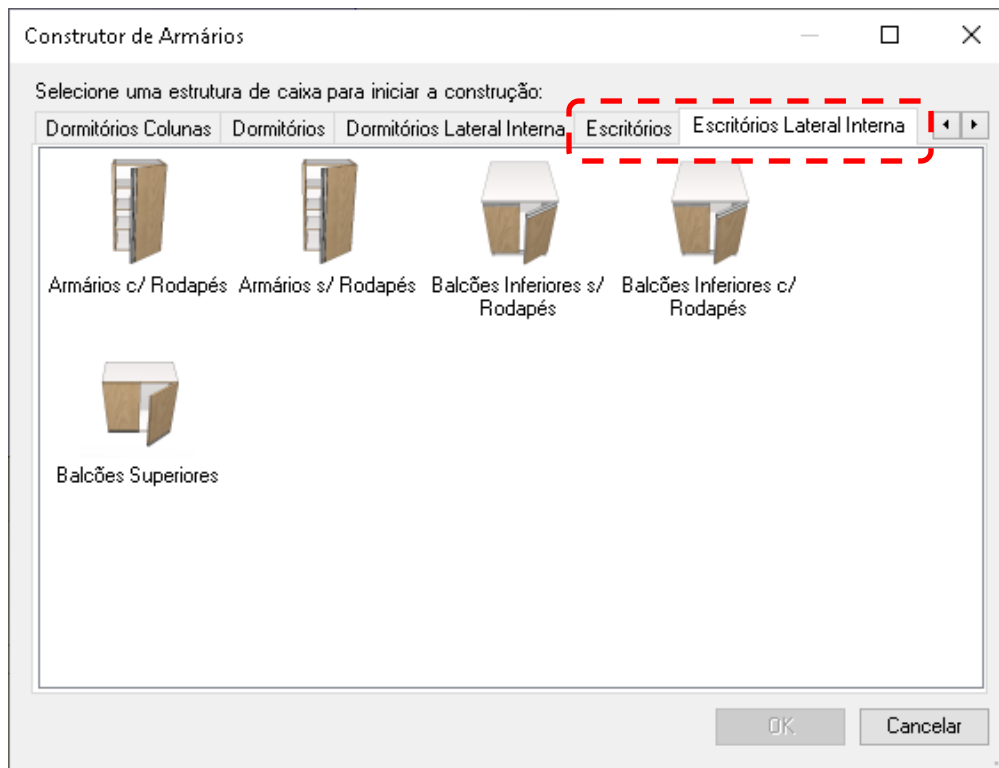 Construtor de Armários
Selecione uma estrutura de caixa para iniciar a construção:
Dormitórios Colunas Dormitórios Dormitórios Lateral Interna Escritórios Escritórios Lateral Interna
Armários c/ Rodapés Armários s/ Rodapés Balcões Inferiores s/ Balcões Inferiores c/
Rodapés Rodapés
Balcões Superiores
OK Cancelar